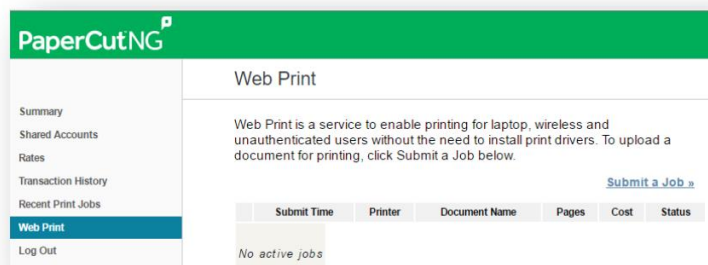 PaperCutNG P
Web Print
Summary
Shared Accounts
Rates
Transaction History
Recent Print Jobs
Web Print
Log Out
Web Print is a service to enable printing for laptop, wireless and
unauthenticated users without the need to install print drivers. To upload a
document for printing, click Submit a Job below.
Submit a Job »
Submit Time Printer Document Name Pages Cost Status
No active jobs